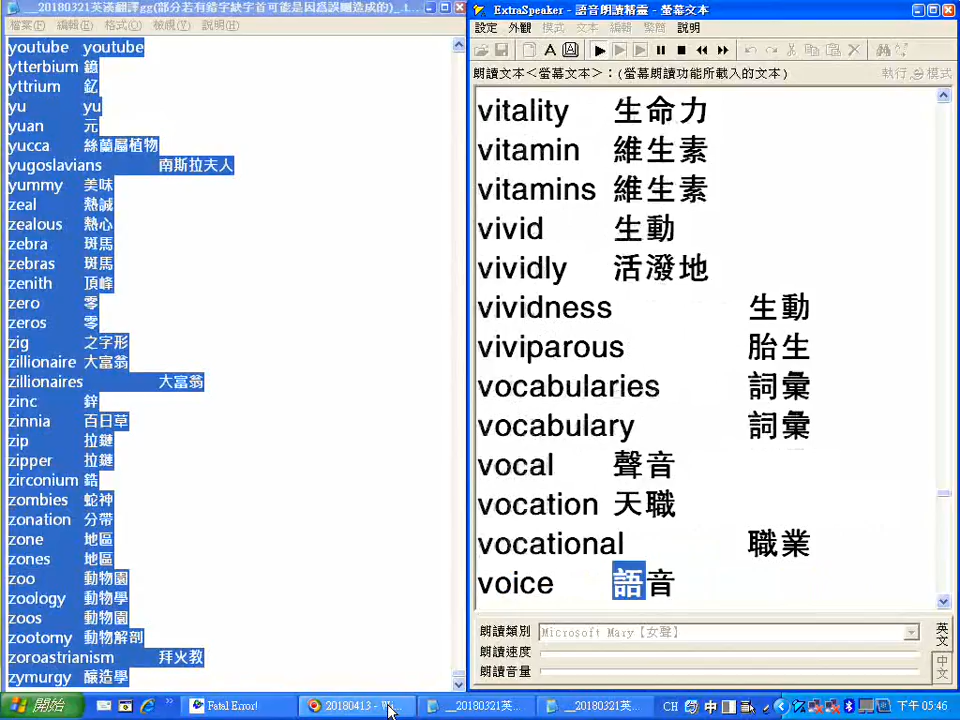 __20180321英漢翻譯gg(部分若有錯字缺字首可能是因為誤刪造成的)_t...
檔案(F) 編輯(E) 格式(O) 檢視(V) 說明(H)
youtube youtube
ytterbium 鐿
yttrium 釔
yu yu
yuan 元
yucca 絲蘭屬植物
yugoslavians 南斯拉夫人
yummy 美味
zeal 熱誠
zealous 熱心
zebra 斑馬
zebras 斑馬
zenith 頂峰
zero 零
zeros 零
zig 之字形
zillionaire 大富翁
zillionaires 大富翁
zinc 鋅
zinnia 百日草
zip 拉鏈
zipper 拉鏈
zirconium 鋯
zombies 蛇神
zonation 分帶
zone 地區
zones 地區
zoo 動物園
zoology 動物學
zoos 動物園
zootomy 動物解剖
zoroastrianism 拜火教
zymurgy 釀造學
ExtraSpeaker - 語音朗讀精靈 - 螢幕文本
設定 外觀 模式 文本 編輯 繁簡 說明
朗讀文本<螢幕文本>:(螢幕朗讀功能所載入的文本) 執行 模式
vitality 生命力
vitamin 維生素
vitamins 維生素
vivid 生動
vividly 活潑地
vividness 生動
viviparous 胎生
vocabularies 詞彙
vocabulary 詞彙
vocal 聲音
vocation 天職
vocational 職業
voice 語音
朗讀類別 Microsoft Mary【女聲】
朗讀速度
朗讀音量
英文
中文
開始 Fatal Error! 20180413 - W... __20180321英... __20180321英... CH 中 下午 05:46